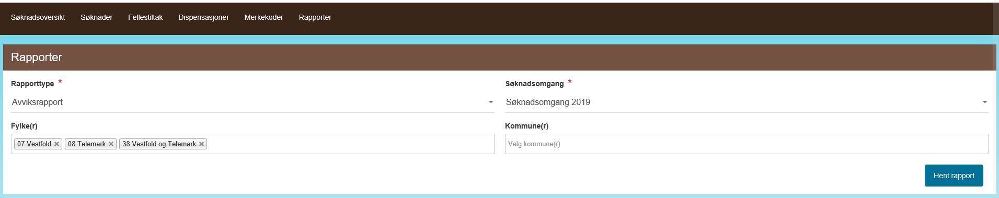 Søknadsoversikt Søknader Fellestiltak Dispensasjoner Merkekoder Rapporter
Rapporter
Rapporttype *
Avviksrapport
Søknadsomgang *
Søknadsomgang 2019
Fylke(r)
07 Vestfold 08 Telemark 38 Vestfold og Telemark
Kommune(r)
Velg kommune(r)
Hent rapport